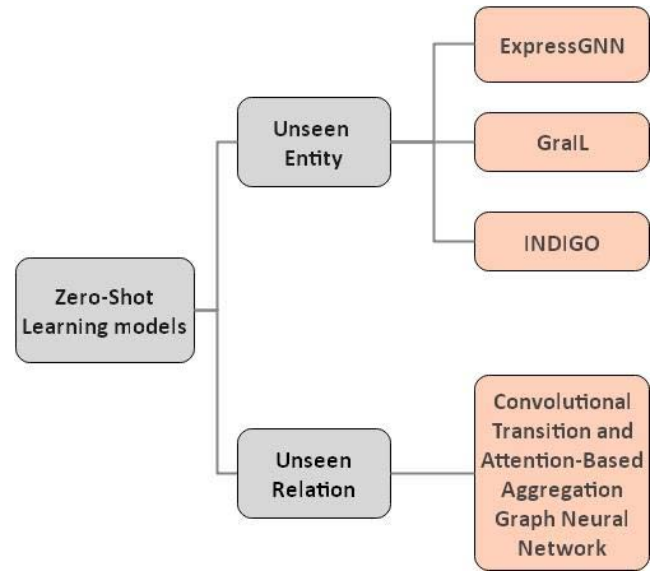 ExpressGNN
Unseen
Entity
GraIL
INDIGO
Zero-Shot
Learning models
Unseen
Relation
Convolutional
Transition and
Attention-Based
Aggregation
Graph Neural
Network